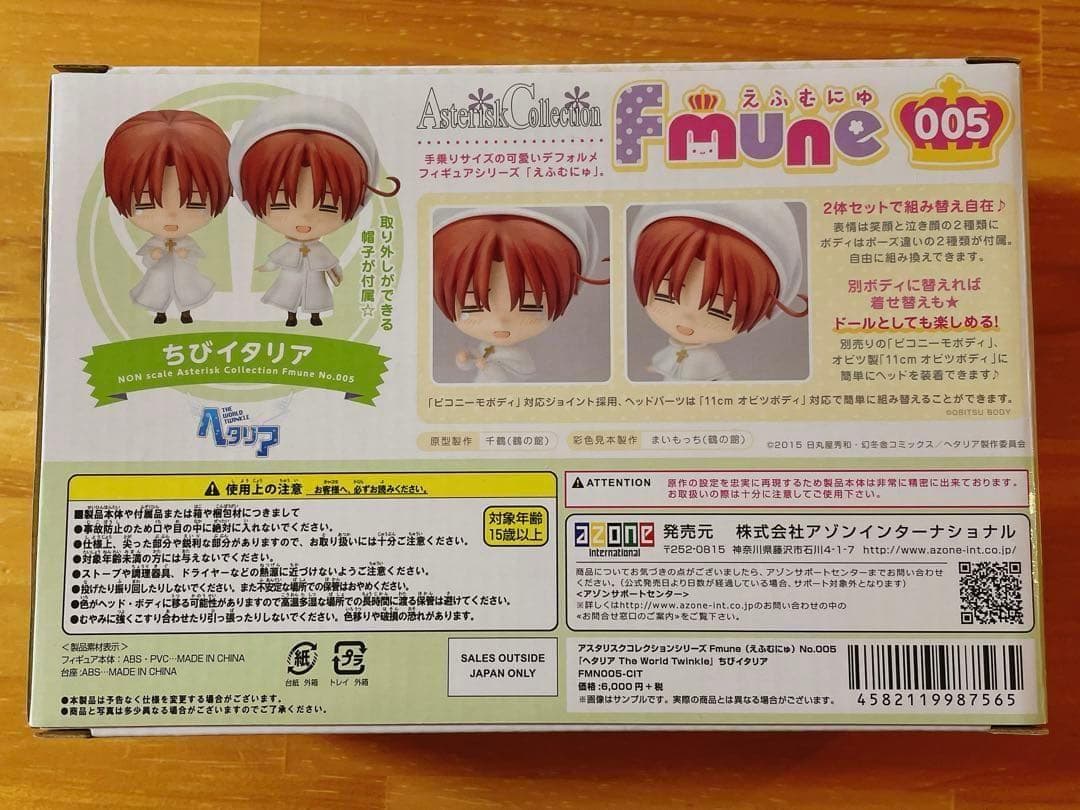 Asterisk Collection
手乗りサイズの可愛いデフォルメ
フィギュアシリーズ「えふむにゅ」。
えふむにゅ
Fmune
005
取り外しができる
帽子が付属☆
ちびイタリア
NON scale Asterisk Collection Fmune No.005
THE WORLD TWINKLE
ヘタリア
2体セットで組み替え自在♪
表情は笑顔と泣き顔の2種類に
ボディはポーズ違いの2種類が付属。
自由に組み換えできます。
別ボディに替えれば
着せ替えも★
ドールとしても楽しめる!
別売りの「ピコニーモボディ」、
オビツ製「11cm オビツボディ」に
簡単にヘッドを装着できます♪
「ピコニーモボディ」対応ジョイント採用、ヘッドパーツは「11cm オビツボディ」対応で簡単に組み替えることができます。
©OBITSU BODY
原型製作 千鶴(鶴の館) 彩色見本製作 まいもっち(鶴の館)
©2015 日丸屋秀和・幻冬舎コミックス/ヘタリア製作委員会
使用上の注意 お客様へ、必ずお読みください。
■製品本体や付属品または箱や梱包材につきまして
●事故防止のため口や目の中に絶対に入れないでください。
●仕様上、尖った部分や鋭利な部分がありますので、お取り扱いには十分ご注意ください。
●対象年齢未満の方には与えないでください。
●ストーブや調理器具、ドライヤーなどの熱源に近づけないようご注意ください。
●投げたり振り回したりしないでください。また不安定な場所での保管はおやめください。
●色がヘッド・ボディに移る可能性がありますので高温多湿な場所での長時間に渡る保管は避けてください。
●むやみに強くこすり合わせたり引っ張ったりしないでください。色移りや破損の恐れがあります。
対象年齢
15歳以上
ATTENTION
原作の設定を忠実に再現するため製品本体は非常に精密に出来ております。
お取扱いの際は十分に注意してご使用下さい。
azone
international
発売元 株式会社アゾンインターナショナル
〒252-0815 神奈川県藤沢市石川4-1-7 http://www.azone-int.co.jp/
商品についてお気づきの点がございましたら、アゾンサポートセンターまでお問い合わせ
ください。(公式発売日より日数が経過している場合、サポート対象外となります)
<アゾンサポートセンター>
※詳しくはhttp://www.azone-int.co.jpのお問い合わせの中の
<お問合せ窓口のご案内>をご覧下さい。
<製品素材表示>
フィギュア本体:ABS・PVC…MADE IN CHINA
台座:ABS…MADE IN CHINA
紙
台紙 外箱
プラ
トレイ 外箱
SALES OUTSIDE
JAPAN ONLY
●本製品は予告なく仕様を変更する場合がございます。
●商品と写真は多少異なる場合がございますのでご了承ください。
アスタリスクコレクションシリーズ Fmune (えふむにゅ) No.005
「ヘタリア The World Twinkle」ちびイタリア
FMN005-CIT
価格:6,000円+税
※画像はサンプルです。実際の商品とは異なる場合がございます。
4582119987565